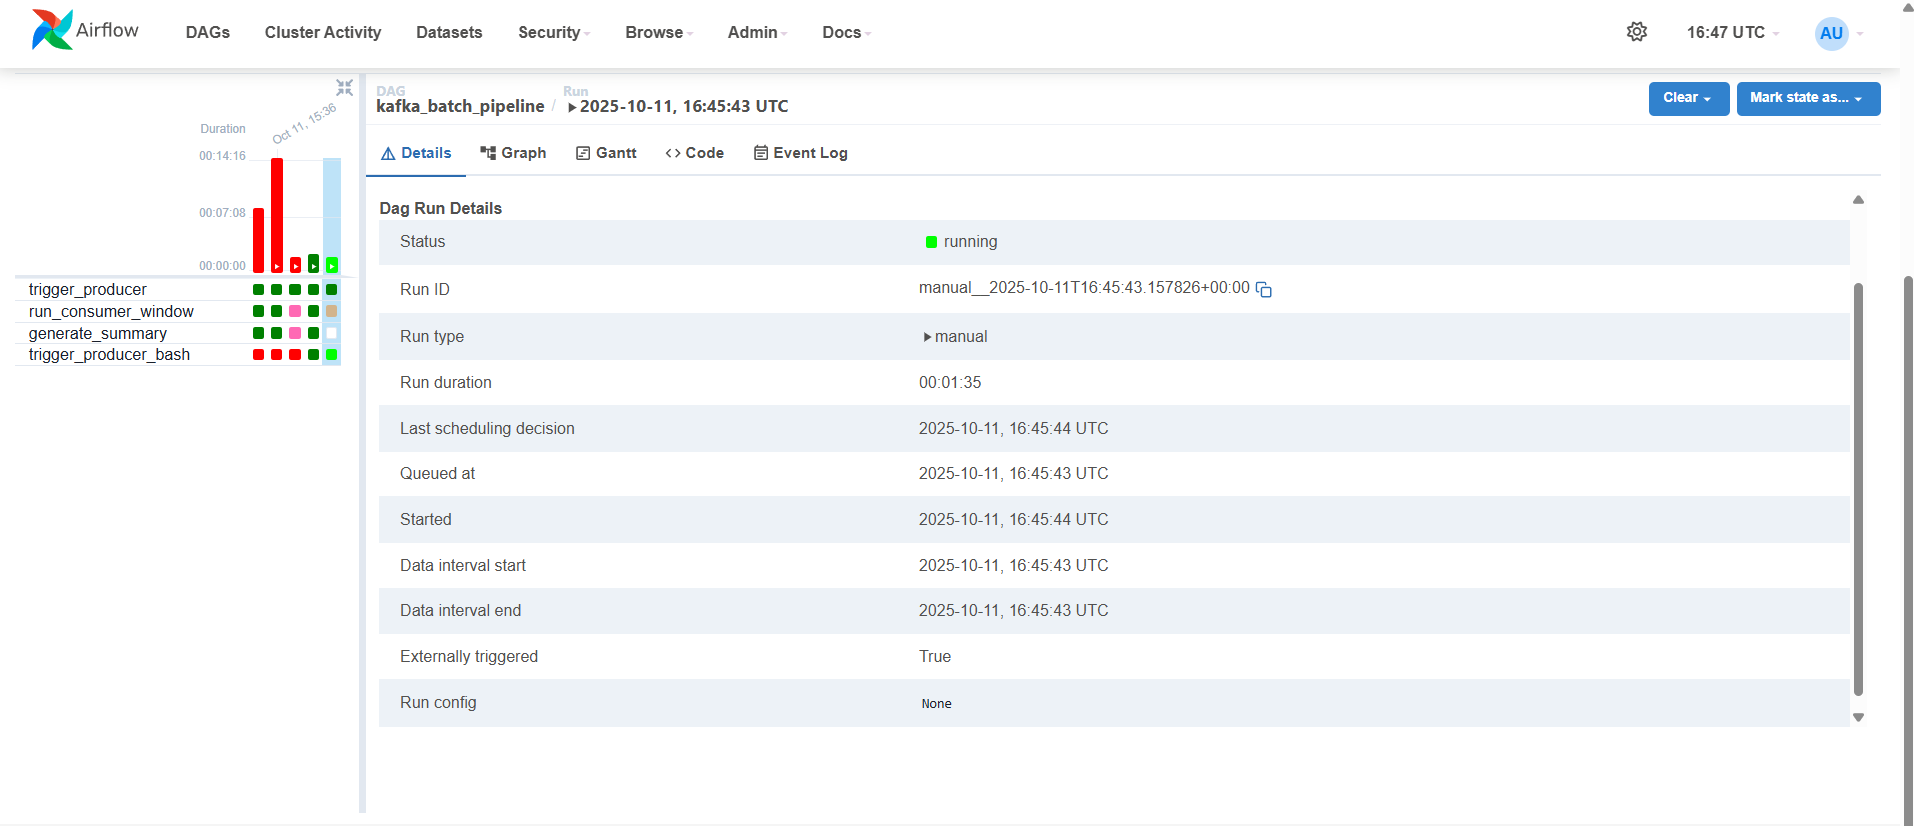 Airflow DAGs Cluster Activity Datasets Security Browse Admin Docs 16:47 UTC AU
DAG Run
kafka_batch_pipeline / 2025-10-11, 16:45:43 UTC
Clear Mark state as...
Details Graph Gantt Code Event Log
Oct 11, 15:36
Duration
00:14:16
00:07:08
00:00:00
trigger_producer
run_consumer_window
generate_summary
trigger_producer_bash
Dag Run Details
Status running
Run ID manual__2025-10-11T16:45:43.157826+00:00
Run type manual
Run duration 00:01:35
Last scheduling decision 2025-10-11, 16:45:44 UTC
Queued at 2025-10-11, 16:45:43 UTC
Started 2025-10-11, 16:45:44 UTC
Data interval start 2025-10-11, 16:45:43 UTC
Data interval end 2025-10-11, 16:45:43 UTC
Externally triggered True
Run config None